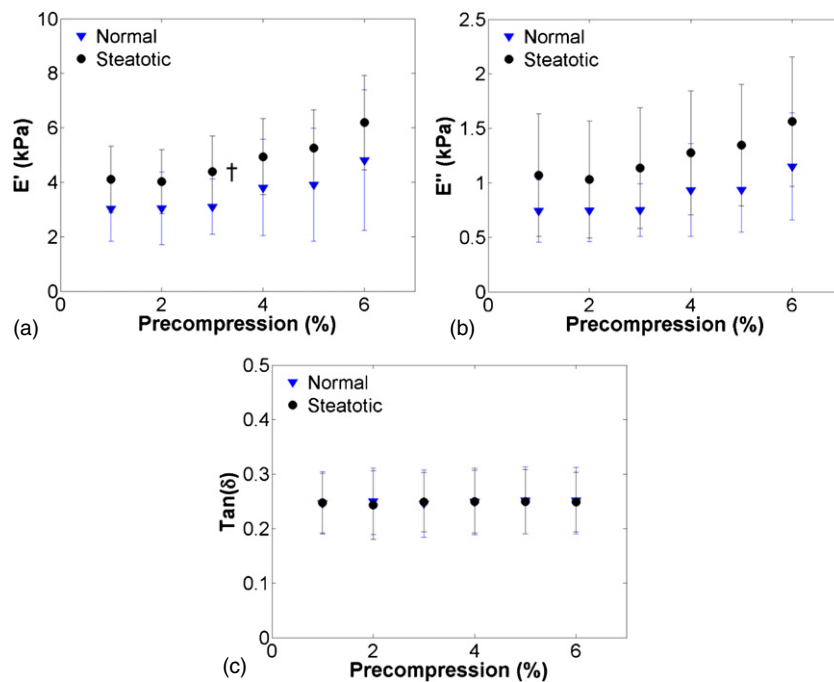 10
8
6
4
2
0
E' (kPa)
Normal
Steatotic
†
0
2
4
6
Precompression (%)
(a)
2.5
2
1.5
1
0.5
0
E'' (kPa)
Normal
Steatotic
0
2
4
6
Precompression (%)
(b)
0.5
0.4
0.3
0.2
0.1
0
Tan(δ)
Normal
Steatotic
0
2
4
6
Precompression (%)
(c)